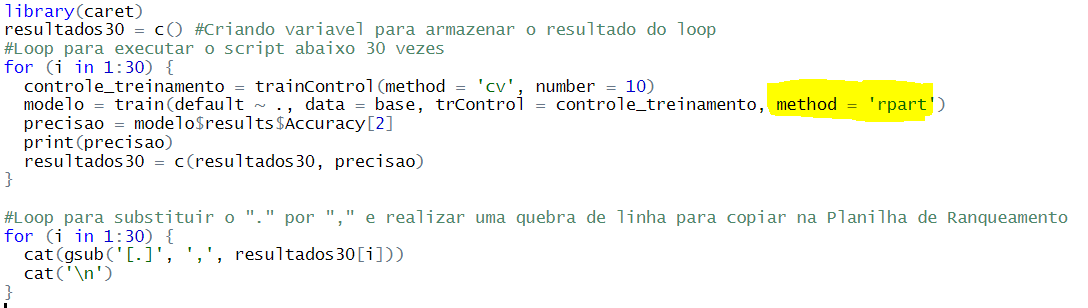 library(caret)
resultados30 = c() #Criando variavel para armazenar o resultado do loop
#Loop para executar o script abaixo 30 vezes
for (i in 1:30) {
  controle_treinamento = trainControl(method = 'cv', number = 10)
  modelo = train(default ~ ., data = base, trControl = controle_treinamento, method = 'rpart')
  precisao = modelo$results$Accuracy[2]
  print(precisao)
  resultados30 = c(resultados30, precisao)
}
#Loop para substituir o "." por "," e realizar uma quebra de linha para copiar na Planilha de Ranqueamento
for (i in 1:30) {
  cat(gsub('[.]', ',', resultados30[i]))
  cat('\n')
}